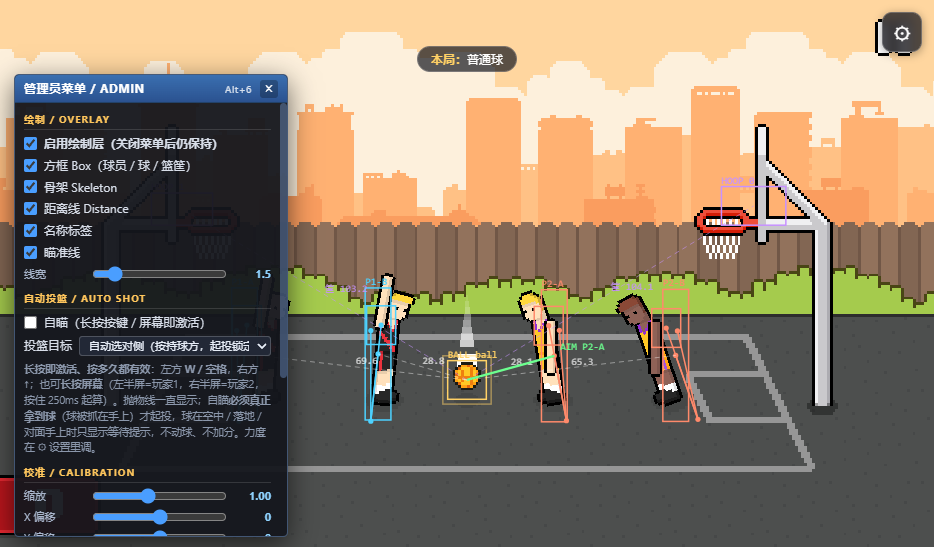 本局: 普通球
管理员菜单 / ADMIN
Alt+6
×
绘制 / OVERLAY
启用绘制层（关闭菜单后仍保持）
方框 Box（球员 / 球 / 篮筐）
骨架 Skeleton
距离线 Distance
名称标签
瞄准线
线宽
1.5
自动投篮 / AUTO SHOT
自瞄（长按按键 / 屏幕即激活）
投篮目标
自动选对侧（按持球方，起投锁定
长按即激活、按多久都有效：左方 W / 空格，右方
↑；也可长按屏幕（左半屏=玩家1，右半屏=玩家2，
按住 250ms 起算）。抛物线一直显示；自瞄必须真正
拿到球（球被抓在手上）才起投，球在空中 / 落地 /
对面手上时只显示等待提示，不动球、不加分。力度
在 ⚙ 设置里调。
校准 / CALIBRATION
缩放
1.00
X 偏移
0
69.6
28.8
BALL ball
28.1
AIM P2-A
65.3